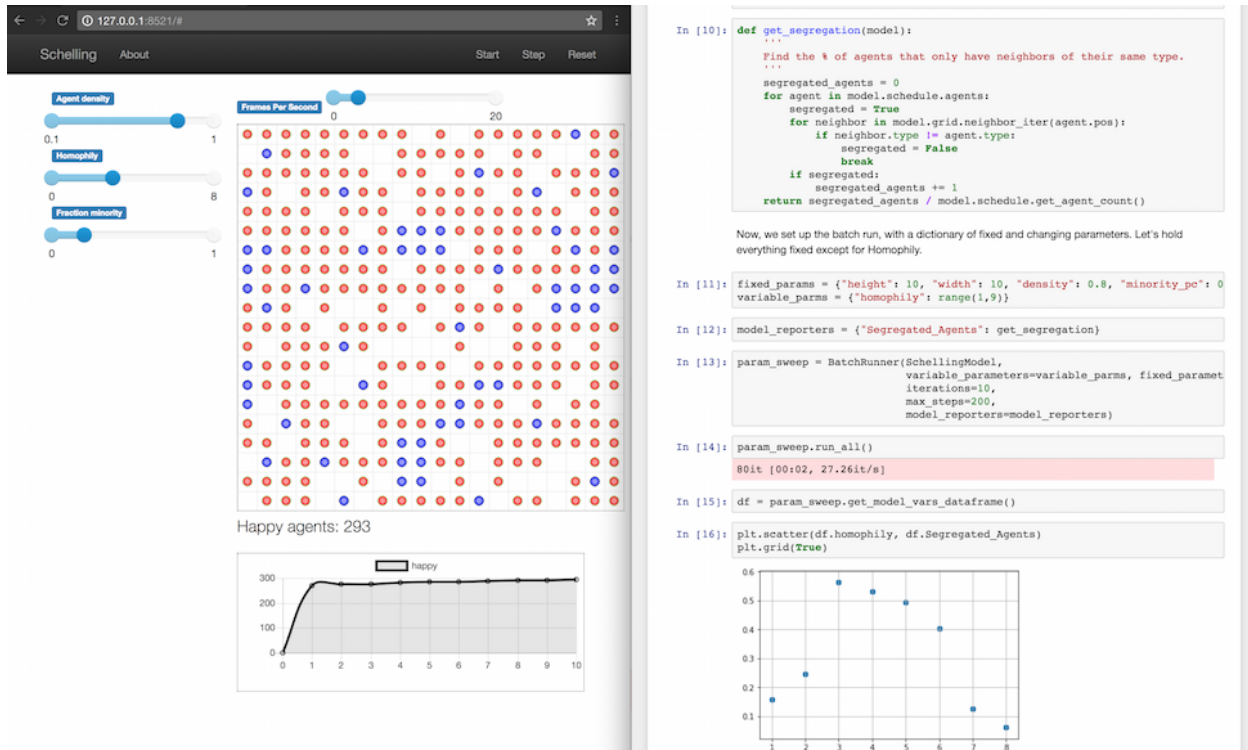 127.0.0.1:8521/#
Schelling About Start Step Reset
Agent density
0.1 1
Homophily
0 8
Fraction minority
0 1
Frames Per Second
0 20
Happy agents: 293
happy
300
200
100
0
0 1 2 3 4 5 6 7 8 9 10
In [10]: def get_segregation(model):
'''
Find the % of agents that only have neighbors of their same type.
'''
segregated_agents = 0
for agent in model.schedule.agents:
segregated = True
for neighbor in model.grid.neighbor_iter(agent.pos):
if neighbor.type != agent.type:
segregated = False
break
if segregated:
segregated_agents += 1
return segregated_agents / model.schedule.get_agent_count()
Now, we set up the batch run, with a dictionary of fixed and changing parameters. Let's hold
everything fixed except for Homophily.
In [11]: fixed_params = {"height": 10, "width": 10, "density": 0.8, "minority_pc": 0
variable_parms = {"homophily": range(1,9)}
In [12]: model_reporters = {"Segregated_Agents": get_segregation}
In [13]: param_sweep = BatchRunner(SchellingModel,
variable_parameters=variable_parms, fixed_paramet
iterations=10,
max_steps=200,
model_reporters=model_reporters)
In [14]: param_sweep.run_all()
80it [00:02, 27.26it/s]
In [15]: df = param_sweep.get_model_vars_dataframe()
In [16]: plt.scatter(df.homophily, df.Segregated_Agents)
plt.grid(True)
0.6
0.5
0.4
0.3
0.2
0.1
1 2 3 4 5 6 7 8